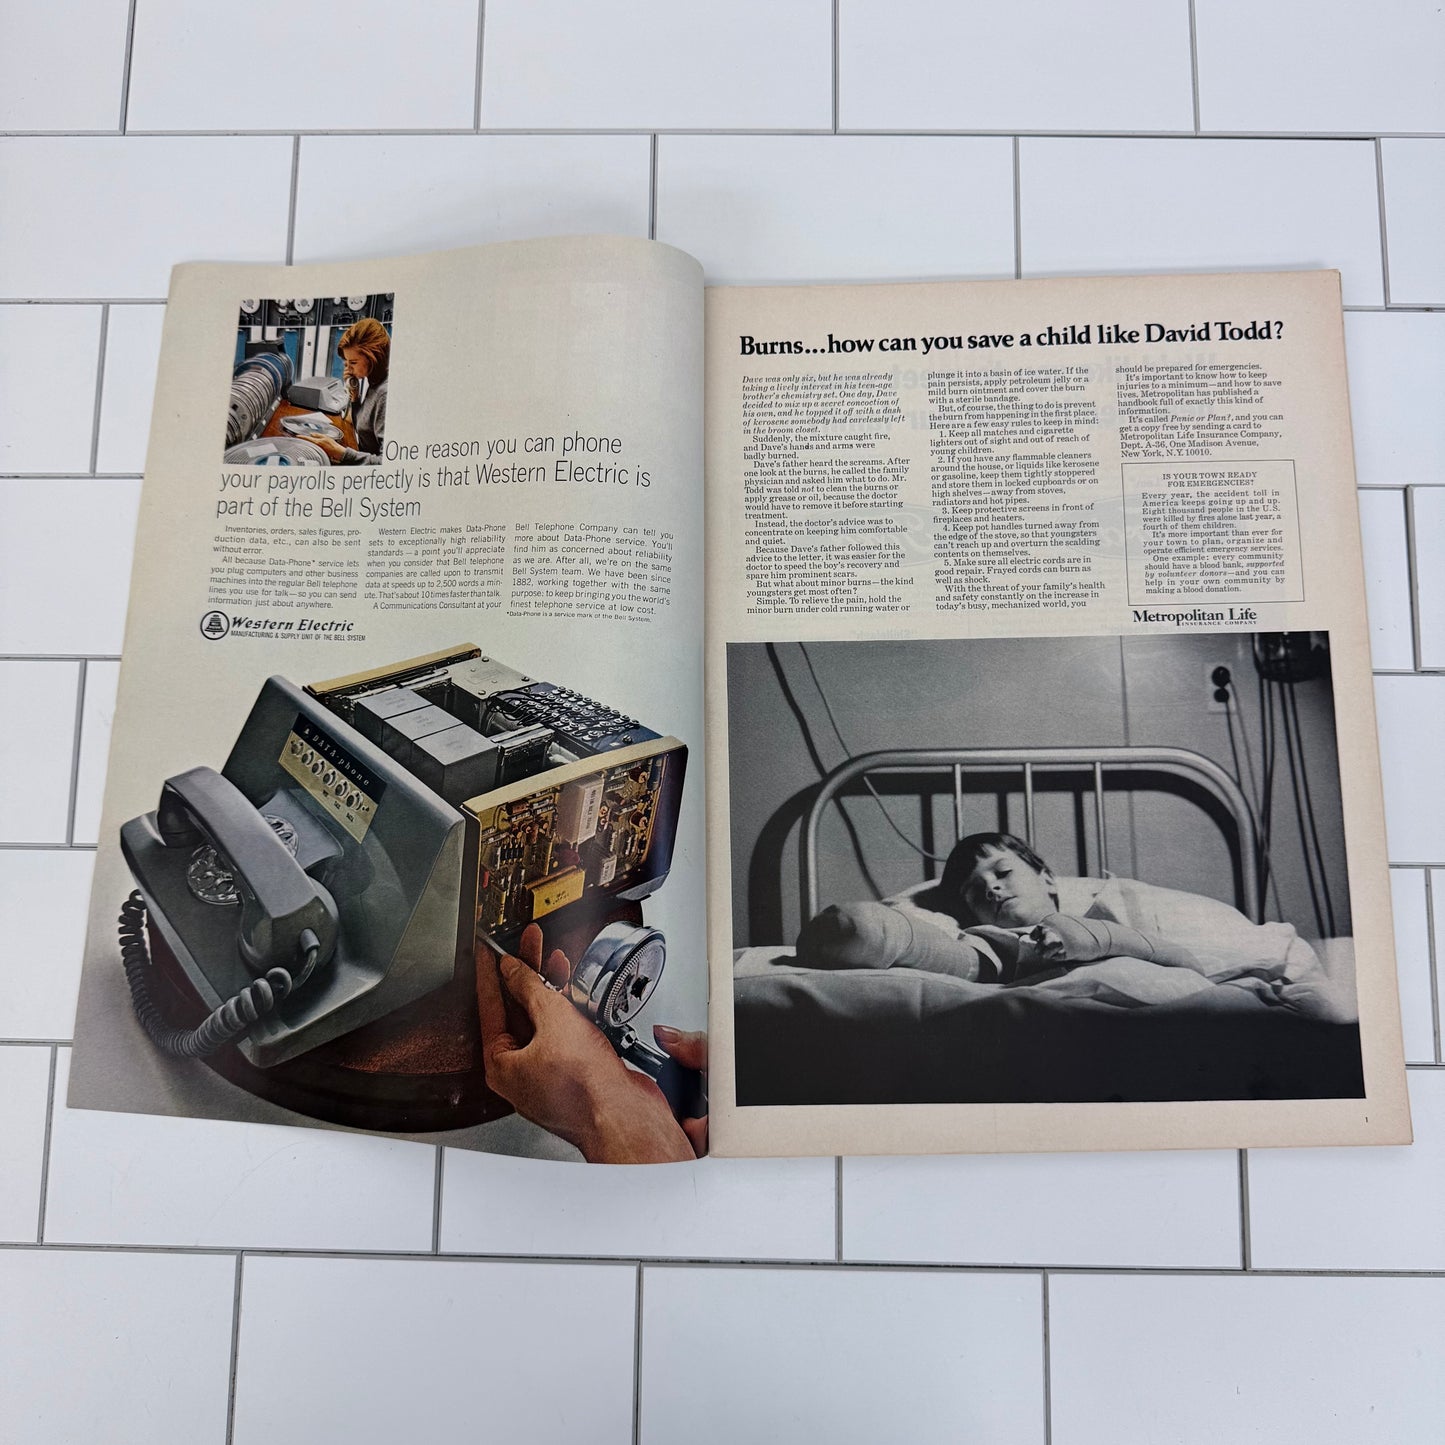 One reason you can phone
your payrolls perfectly is that Western Electric is
part of the Bell System
Inventories, orders, sales figures, pro-
duction data, etc., can also be sent
without error.
All because Data-Phone* service lets
you plug computers and other business
machines into the regular Bell telephone
lines you use for talk—so you can send
information just about anywhere.
Western Electric makes Data-Phone
sets to exceptionally high reliability
standards — a point you'll appreciate
when you consider that Bell telephone
companies are called upon to transmit
data at speeds up to 2,500 words a min-
ute. That's about 10 times faster than talk.
A Communications Consultant at your
Bell Telephone Company can tell you
more about Data-Phone service. You'll
find him as concerned about reliability
as we are. After all, we're on the same
Bell System team. We have been since
1882, working together with the same
purpose: to keep bringing you the world's
finest telephone service at low cost.
*Data-Phone is a service mark of the Bell System.
Western Electric
MANUFACTURING & SUPPLY UNIT OF THE BELL SYSTEM
DATA-phone
Burns...how can you save a child like David Todd?
Dave was only six, but he was already
taking a lively interest in his teen-age
brother's chemistry set. One day, Dave
decided to mix up a secret concoction of
his own, and he topped it off with a dash
of kerosene somebody had carelessly left
in the broom closet.
Suddenly, the mixture caught fire,
and Dave's hands and arms were
badly burned.
Dave's father heard the screams. After
one look at the burns, he called the family
physician and asked him what to do. Mr.
Todd was told not to clean the burns or
apply grease or oil, because the doctor
would have to remove it before starting
treatment.
Instead, the doctor's advice was to
concentrate on keeping him comfortable
and quiet.
Because Dave's father followed this
advice to the letter, it was easier for the
doctor to speed the boy's recovery and
spare him prominent scars.
But what about minor burns—the kind
youngsters get most often?
Simple. To relieve the pain, hold the
minor burn under cold running water or
plunge it into a basin of ice water. If the
pain persists, apply petroleum jelly or a
mild burn ointment and cover the burn
with a sterile bandage.
But, of course, the thing to do is prevent
the burn from happening in the first place.
Here are a few easy rules to keep in mind:
1. Keep all matches and cigarette
lighters out of sight and out of reach of
young children.
2. If you have any flammable cleaners
around the house, or liquids like kerosene
or gasoline, keep them tightly stoppered
and store them in locked cupboards or on
high shelves—away from stoves,
radiators and hot pipes.
3. Keep protective screens in front of
fireplaces and heaters.
4. Keep pot handles turned away from
the edge of the stove, so that youngsters
can't reach up and overturn the scalding
contents on themselves.
5. Make sure all electric cords are in
good repair. Frayed cords can burn as
well as shock.
With the threat of your family's health
and safety constantly on the increase in
today's busy, mechanized world, you
should be prepared for emergencies.
It's important to know how to keep
injuries to a minimum—and how to save
lives. Metropolitan has published a
handbook full of exactly this kind of
information.
It's called Panic or Plan?, and you can
get a copy free by sending a card to
Metropolitan Life Insurance Company,
Dept. A-36, One Madison Avenue,
New York, N.Y. 10010.
IS YOUR TOWN READY
FOR EMERGENCIES?
Every year, the accident toll in
America keeps going up and up.
Eight thousand people in the U.S.
were killed by fires alone last year, a
fourth of them children.
It's more important than ever for
your town to plan, organize and
operate efficient emergency services.
One example: every community
should have a blood bank, supported
by volunteer donors—and you can
help in your own community by
making a blood donation.
Metropolitan Life
INSURANCE COMPANY
1